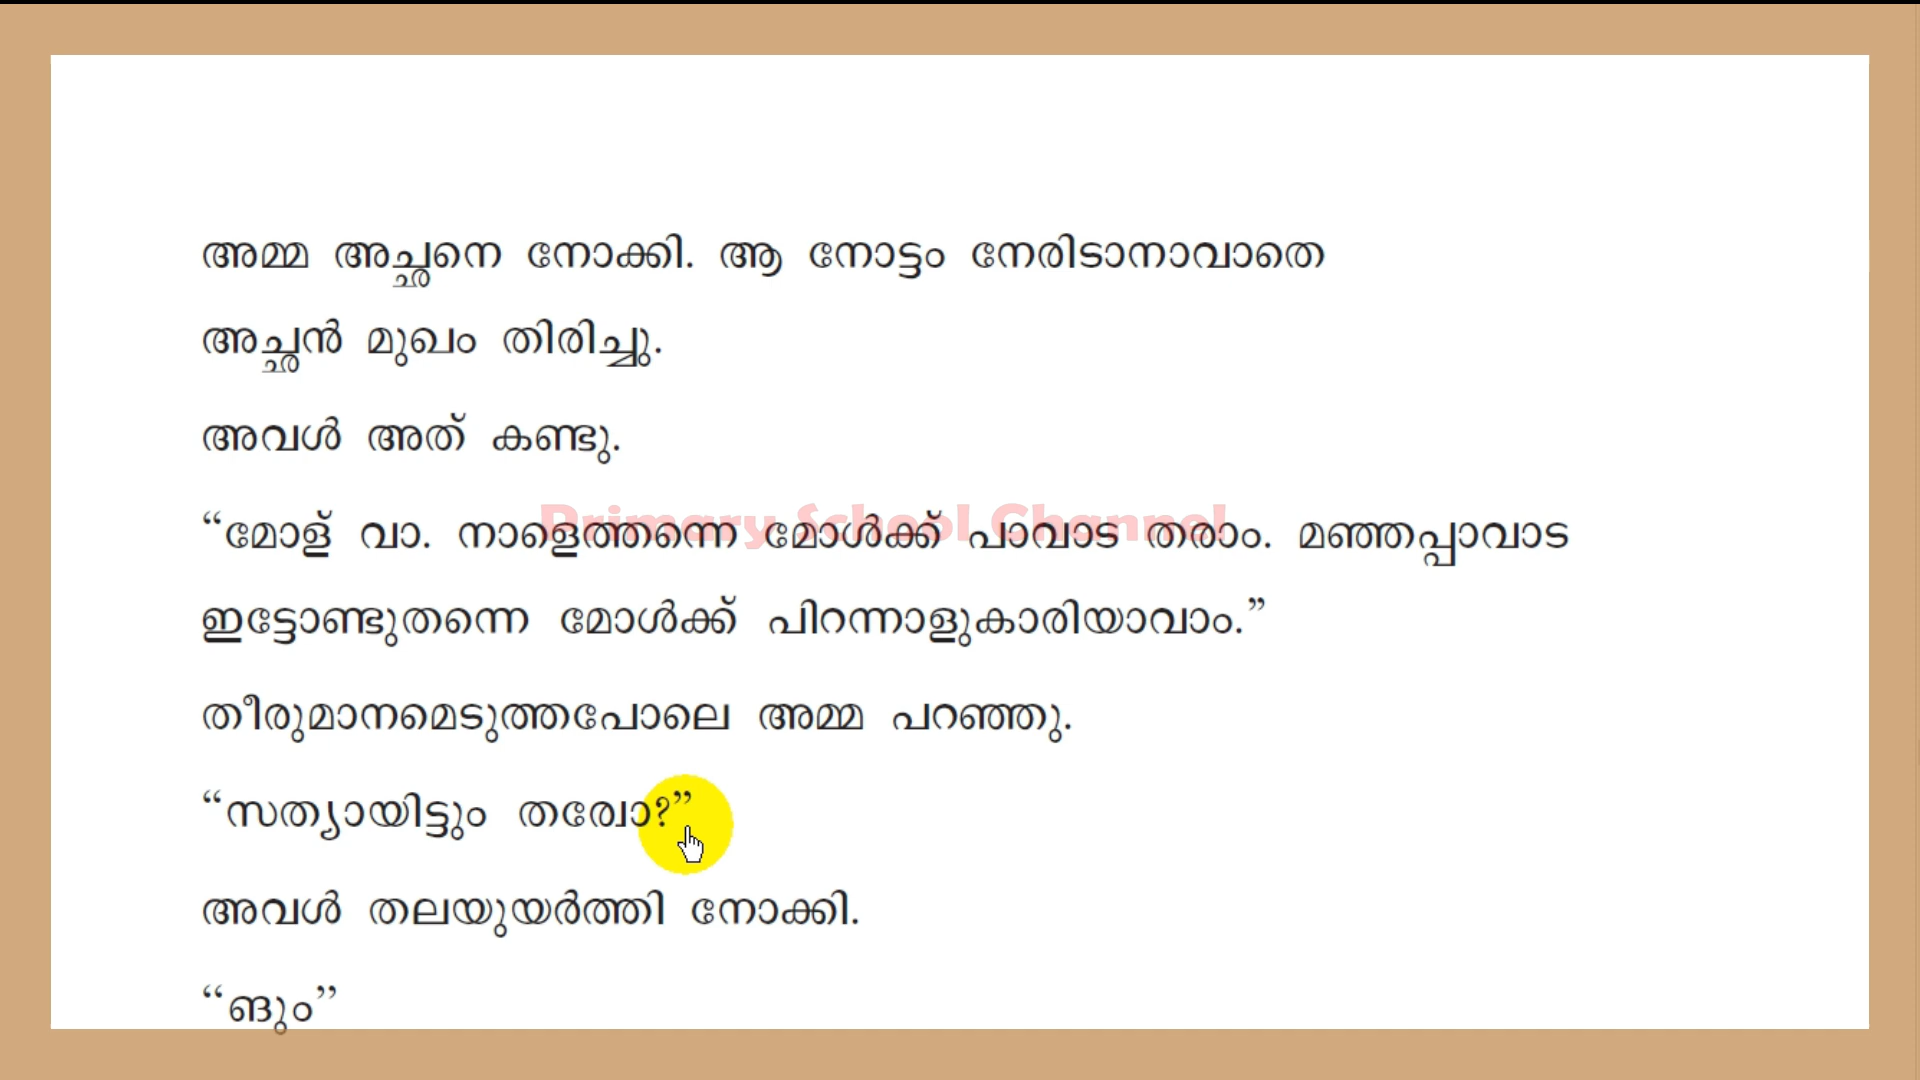 അമ്മ അച്ഛനെ നോക്കി. ആ നോട്ടം നേരിടാനാവാതെ
അച്ഛൻ മുഖം തിരിച്ചു.
അവൾ അത് കണ്ടു.
“മോള് വാ. നാളെത്തന്നെ മോൾക്ക് പാവാട തരാം. മഞ്ഞപ്പാവാട
Primary School Channel
ഇട്ടോണ്ടുതന്നെ മോൾക്ക് പിറന്നാളുകാരിയാവാം.”
തീരുമാനമെടുത്തപോലെ അമ്മ പറഞ്ഞു.
“സത്യായിട്ടും തര്വോ?”
അവൾ തലയുയർത്തി നോക്കി.
“ങും”